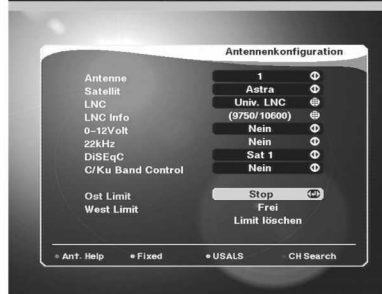 Antennenkonfiguration
Antenne 1
Satellit Astra
LNC Univ. LNC
LNC Info (9750/10600)
0-12Volt Nein
22kHz Nein
DiSEqC Sat 1
C/Ku Band Control
Ost Limit Stop
West Limit Frei
Limit löschen
Ant. Help Fixed USALS CH Search